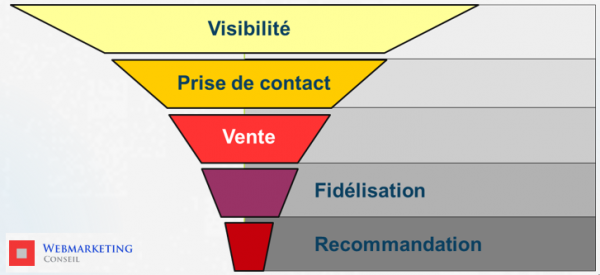 Visibilité
Prise de contact
Vente
Fidélisation
Recommandation
WEBMARKETING
CONSEIL